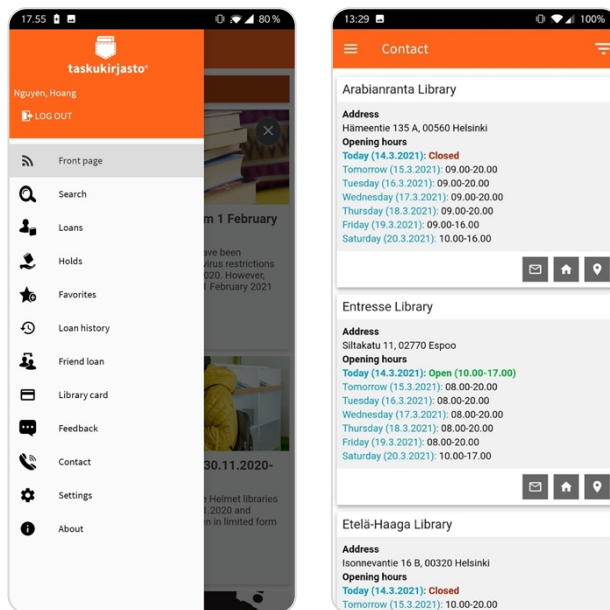 17.55
80 %
taskukirjasto
Nguyen, Hoang
LOG OUT
Front page
Search
Loans
Holds
Favorites
Loan history
Friend loan
Library card
Feedback
Contact
Settings
About
m 1 February
ave been
virus restrictions
020. However,
1 February 2021
30.11.2020-
e Helmet libraries
1.2020 and
en in limited form
13:29
100%
Contact
Arabianranta Library
Address
Hämeentie 135 A, 00560 Helsinki
Opening hours
Today (14.3.2021): Closed
Tomorrow (15.3.2021): 09.00-20.00
Tuesday (16.3.2021): 09.00-20.00
Wednesday (17.3.2021): 09.00-20.00
Thursday (18.3.2021): 09.00-20.00
Friday (19.3.2021): 09.00-16.00
Saturday (20.3.2021): 10.00-16.00
Entresse Library
Address
Siltakatu 11, 02770 Espoo
Opening hours
Today (14.3.2021): Open (10.00-17.00)
Tomorrow (15.3.2021): 08.00-20.00
Tuesday (16.3.2021): 08.00-20.00
Wednesday (17.3.2021): 08.00-20.00
Thursday (18.3.2021): 08.00-20.00
Friday (19.3.2021): 08.00-20.00
Saturday (20.3.2021): 10.00-17.00
Etelä-Haaga Library
Address
Isonnevantie 16 B, 00320 Helsinki
Opening hours
Today (14.3.2021): Closed
Tomorrow (15.3.2021): 10.00-20.00